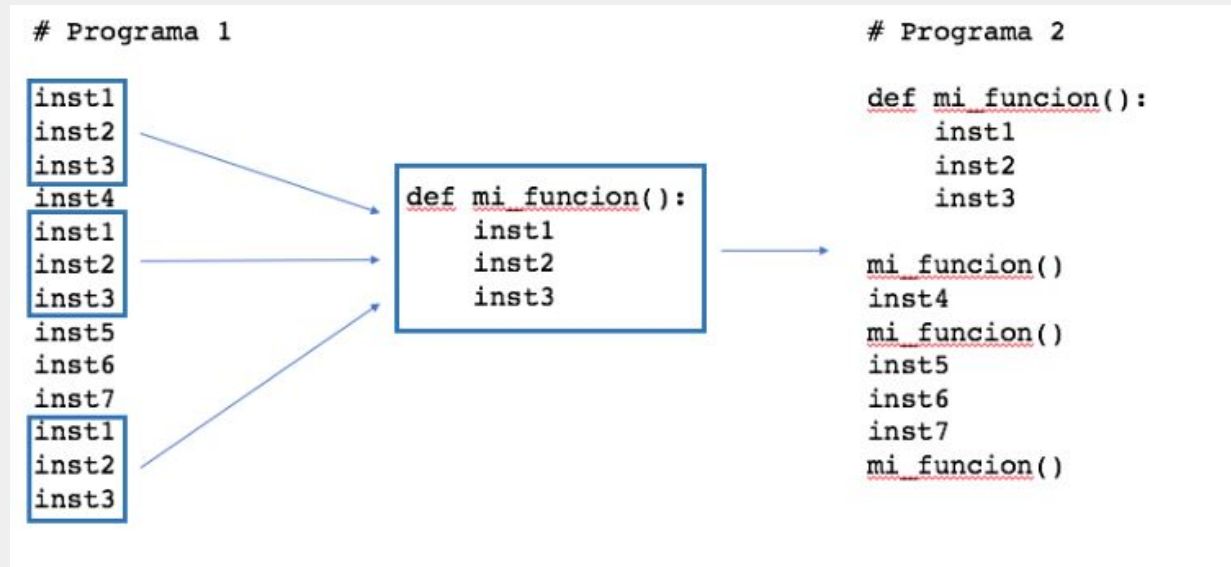 # Programa 1
inst1
inst2
inst3
inst4
inst1
inst2
inst3
inst5
inst6
inst7
inst1
inst2
inst3
def mi_funcion():
inst1
inst2
inst3
# Programa 2
def mi_funcion():
inst1
inst2
inst3
mi_funcion()
inst4
mi_funcion()
inst5
inst6
inst7
mi_funcion()